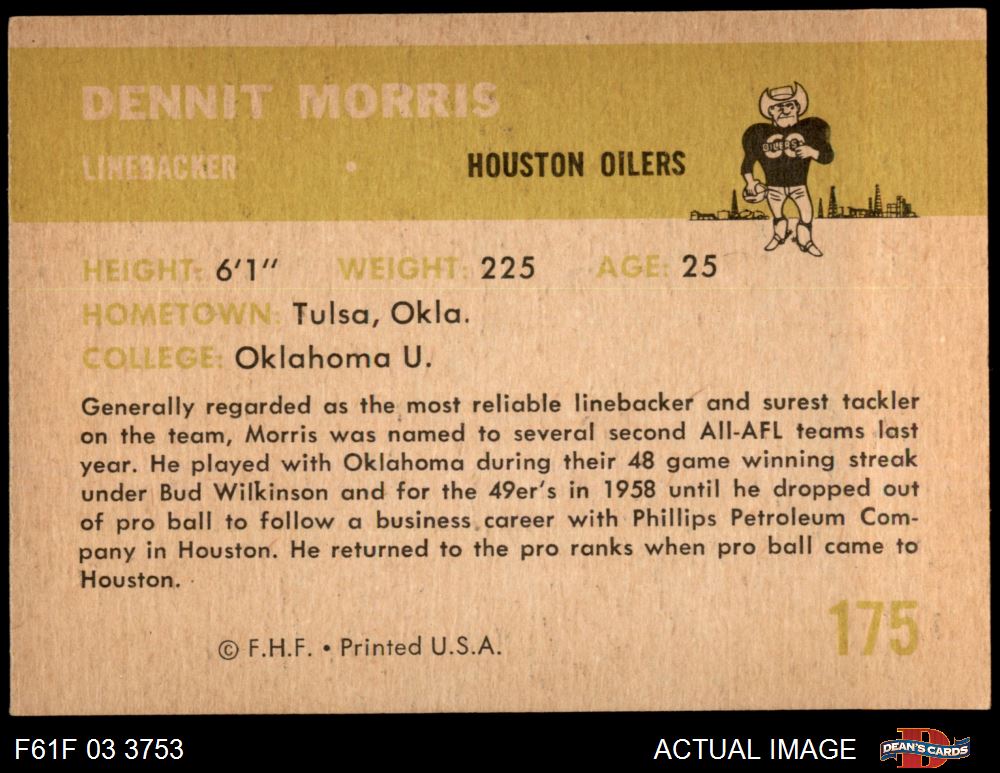 DENNIT MORRIS
LINEBACKER • HOUSTON OILERS
OILERS
HEIGHT: 6'1" WEIGHT: 225 AGE: 25
HOMETOWN: Tulsa, Okla.
COLLEGE: Oklahoma U.
Generally regarded as the most reliable linebacker and surest tackler
on the team, Morris was named to several second All-AFL teams last
year. He played with Oklahoma during their 48 game winning streak
under Bud Wilkinson and for the 49er's in 1958 until he dropped out
of pro ball to follow a business career with Phillips Petroleum Com-
pany in Houston. He returned to the pro ranks when pro ball came to
Houston.
175
© F.H.F. • Printed U.S.A.
F61F 03 3753 ACTUAL IMAGE DEAN'S CARDS